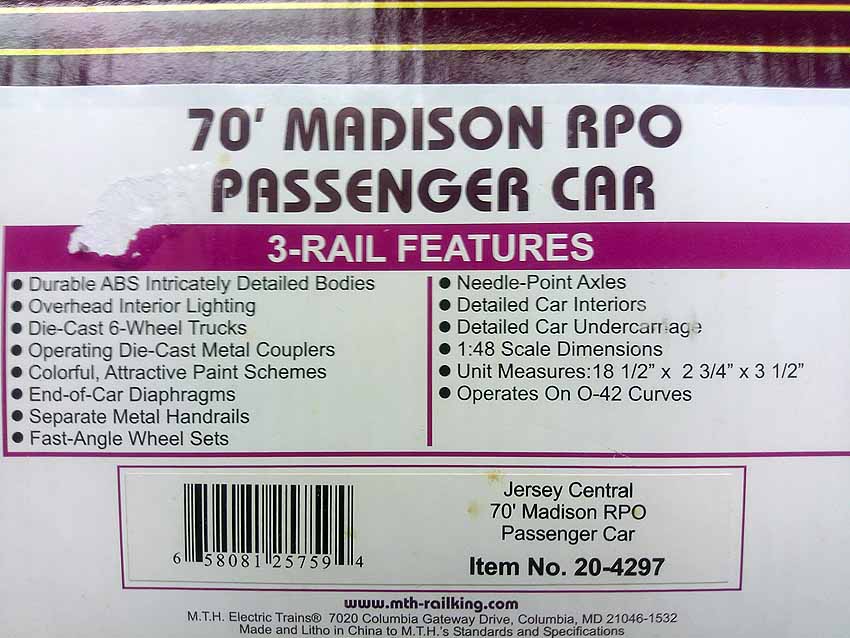 70' MADISON RPO
PASSENGER CAR
3-RAIL FEATURES
● Durable ABS Intricately Detailed Bodies
● Overhead Interior Lighting
● Die-Cast 6-Wheel Trucks
● Operating Die-Cast Metal Couplers
● Colorful, Attractive Paint Schemes
● End-of-Car Diaphragms
● Separate Metal Handrails
● Fast-Angle Wheel Sets
● Needle-Point Axles
● Detailed Car Interiors
● Detailed Car Undercarriage
● 1:48 Scale Dimensions
● Unit Measures:18 1/2” x 2 3/4” x 3 1/2”
● Operates On O-42 Curves
6 58081 25759 4
Jersey Central
70' Madison RPO
Passenger Car
Item No. 20-4297
www.mth-railking.com
M.T.H. Electric Trains® 7020 Columbia Gateway Drive, Columbia, MD 21046-1532
Made and Litho in China to M.T.H.'s Standards and Specifications